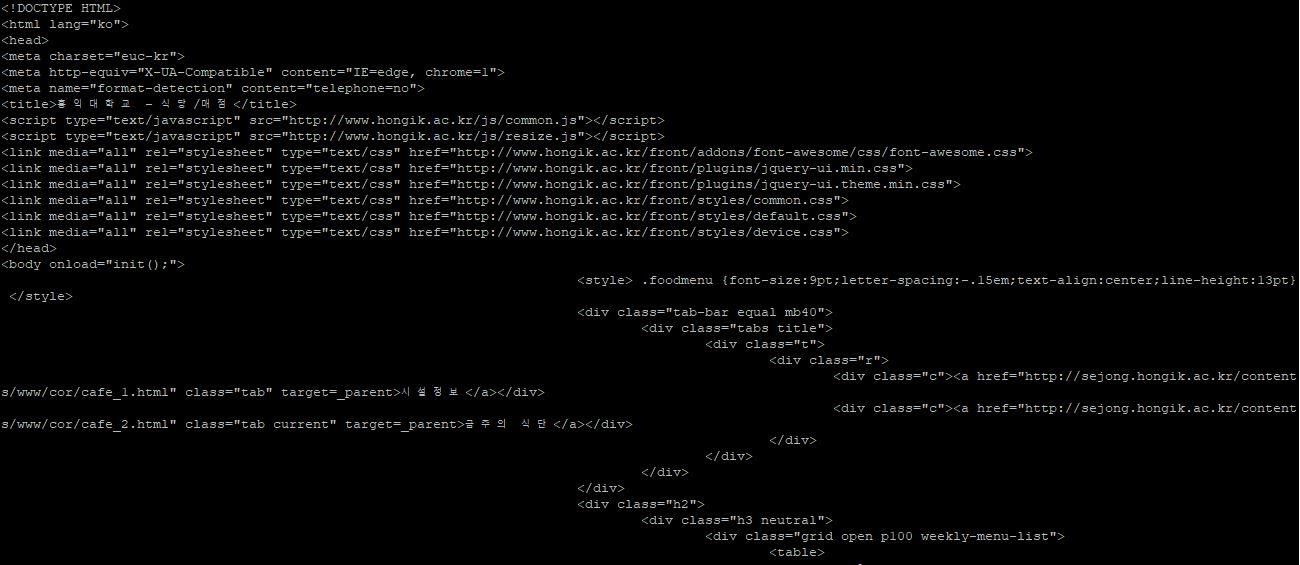 <!DOCTYPE HTML>
<html lang="ko">
<head>
<meta charset="euc-kr">
<meta http-equiv="X-UA-Compatible" content="IE=edge, chrome=1">
<meta name="format-detection" content="telephone=no">
<title>홍익대학교 - 식당/매점</title>
<script type="text/javascript" src="http://www.hongik.ac.kr/js/common.js"></script>
<script type="text/javascript" src="http://www.hongik.ac.kr/js/resize.js"></script>
<link media="all" rel="stylesheet" type="text/css" href="http://www.hongik.ac.kr/front/addons/font-awesome/css/font-awesome.css">
<link media="all" rel="stylesheet" type="text/css" href="http://www.hongik.ac.kr/front/plugins/jquery-ui.min.css">
<link media="all" rel="stylesheet" type="text/css" href="http://www.hongik.ac.kr/front/plugins/jquery-ui.theme.min.css">
<link media="all" rel="stylesheet" type="text/css" href="http://www.hongik.ac.kr/front/styles/common.css">
<link media="all" rel="stylesheet" type="text/css" href="http://www.hongik.ac.kr/front/styles/default.css">
<link media="all" rel="stylesheet" type="text/css" href="http://www.hongik.ac.kr/front/styles/device.css">
</head>
<body onload="init();">
<style> .foodmenu {font-size:9pt;letter-spacing:-.15em;text-align:center;line-height:13pt}
</style>
<div class="tab-bar equal mb40">
<div class="tabs title">
<div class="t">
<div class="r">
<div class="c"><a href="http://sejong.hongik.ac.kr/content
s/www/cor/cafe_1.html" class="tab" target=_parent>시설정보</a></div>
<div class="c"><a href="http://sejong.hongik.ac.kr/content
s/www/cor/cafe_2.html" class="tab current" target=_parent>금주의 식단</a></div>
</div>
</div>
</div>
</div>
<div class="h2">
<div class="h3 neutral">
<div class="grid open p100 weekly-menu-list">
<table>